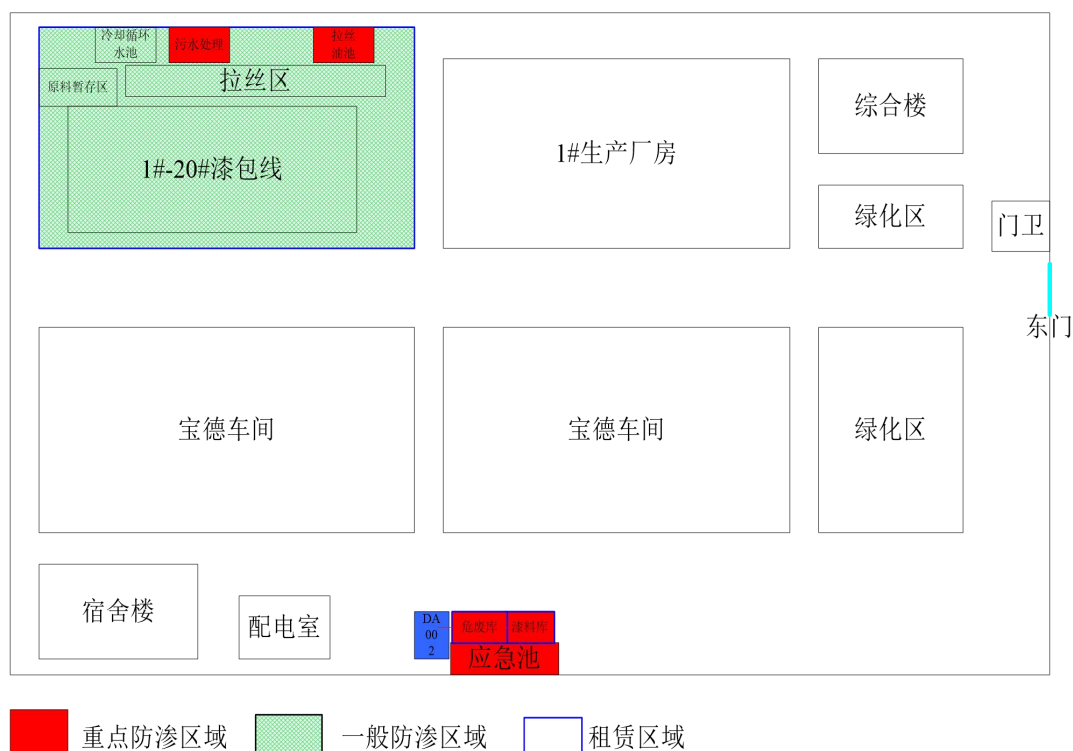 冷却循环
水池
污水处理
拉丝
油池
原料暂存区
拉丝区
1#-20#漆包线
1#生产厂房
综合楼
绿化区
门卫
东门
宝德车间
宝德车间
绿化区
宿舍楼
配电室
DA
00
2
危废库
漆料库
应急池
重点防渗区域
一般防渗区域
租赁区域